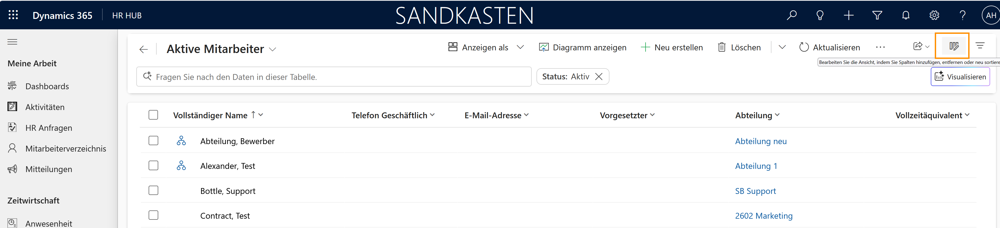 Dynamics 365 HR HUB SANDKASTEN AH
Meine Arbeit
Dashboards
Aktivitäten
HR Anfragen
Mitarbeiterverzeichnis
Mitteilungen
Zeitwirtschaft
Anwesenheit
Aktive Mitarbeiter Anzeigen als Diagramm anzeigen Neu erstellen Löschen Aktualisieren
Bearbeiten Sie die Ansicht, indem Sie Spalten hinzufügen, entfernen oder neu sortiere
Fragen Sie nach den Daten in dieser Tabelle. Status: Aktiv Visualisieren
Vollständiger Name Telefon Geschäftlich E-Mail-Adresse Vorgesetzter Abteilung Vollzeitäquivalent
Abteilung, Bewerber Abteilung neu
Alexander, Test Abteilung 1
Bottle, Support SB Support
Contract, Test 2602 Marketing